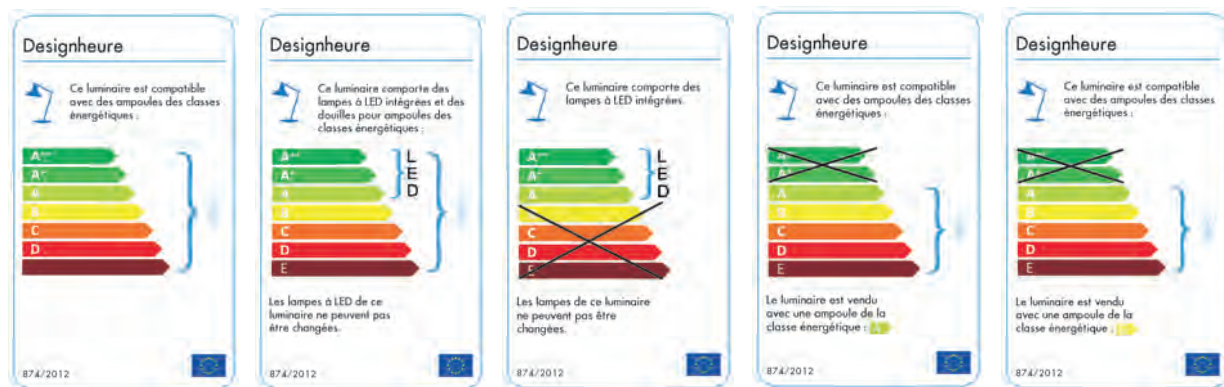 Designheure
Ce luminaire est compatible
avec des ampoules des classes
énergétiques :
A++
A+
A
B
C
D
874/2012
Designheure
Ce luminaire comporte des
lampes à LED intégrées et des
douilles pour ampoules des
classes énergétiques :
A++
A+
A
B
C
D
E
L
E
D
Les lampes à LED de ce
luminaire ne peuvent pas
être changées.
874/2012
Designheure
Ce luminaire comporte des
lampes à LED intégrées.
A++
A+
A
C
D
E
L
E
D
Les lampes de ce luminaire
ne peuvent pas être
changées.
874/2012
Designheure
Ce luminaire est compatible
avec des ampoules des classes
énergétiques :
A+
A
B
C
D
E
Le luminaire est vendu
avec une ampoule de la
classe énergétique : A
874/2012
Designheure
Ce luminaire est compatible
avec des ampoules des classes
énergétiques :
A+
A
B
C
D
E
Le luminaire est vendu
avec une ampoule de la
classe énergétique :
874/2012